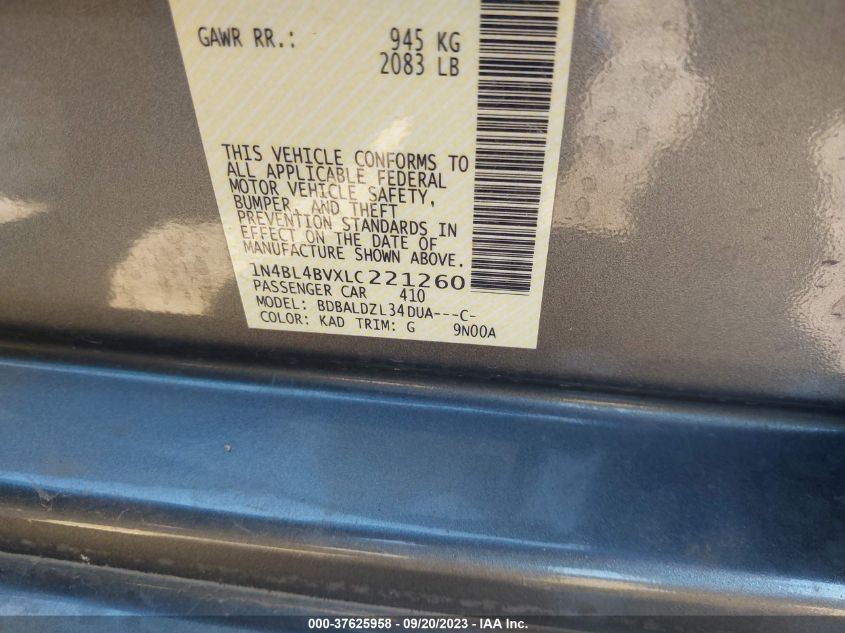 GAWR RR.: 945 KG
2083 LB
THIS VEHICLE CONFORMS TO
ALL APPLICABLE FEDERAL
MOTOR VEHICLE SAFETY,
BUMPER, AND THEFT
PREVENTION STANDARDS IN
EFFECT ON THE DATE OF
MANUFACTURE SHOWN ABOVE.
1N4BL4BVXLC221260
PASSENGER CAR 410
MODEL: BDBALDZL34DUA---C-
COLOR: KAD TRIM: G 9N00A
000-37625958 - 09/20/2023 - IAA, Inc.